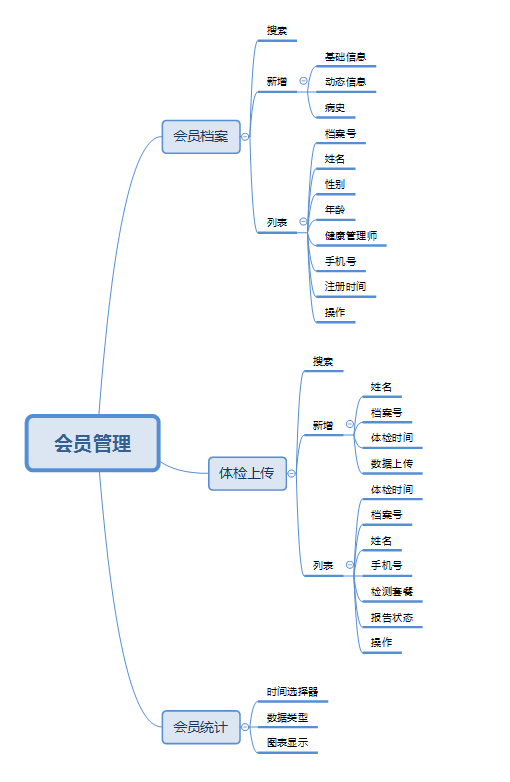 会员管理
会员档案
搜索
新增
基础信息
动态信息
病史
列表
档案号
姓名
性别
年龄
健康管理师
手机号
注册时间
操作
体检上传
搜索
新增
姓名
档案号
体检时间
数据上传
列表
体检时间
档案号
姓名
手机号
检测套餐
报告状态
操作
会员统计
时间选择器
数据类型
图表显示